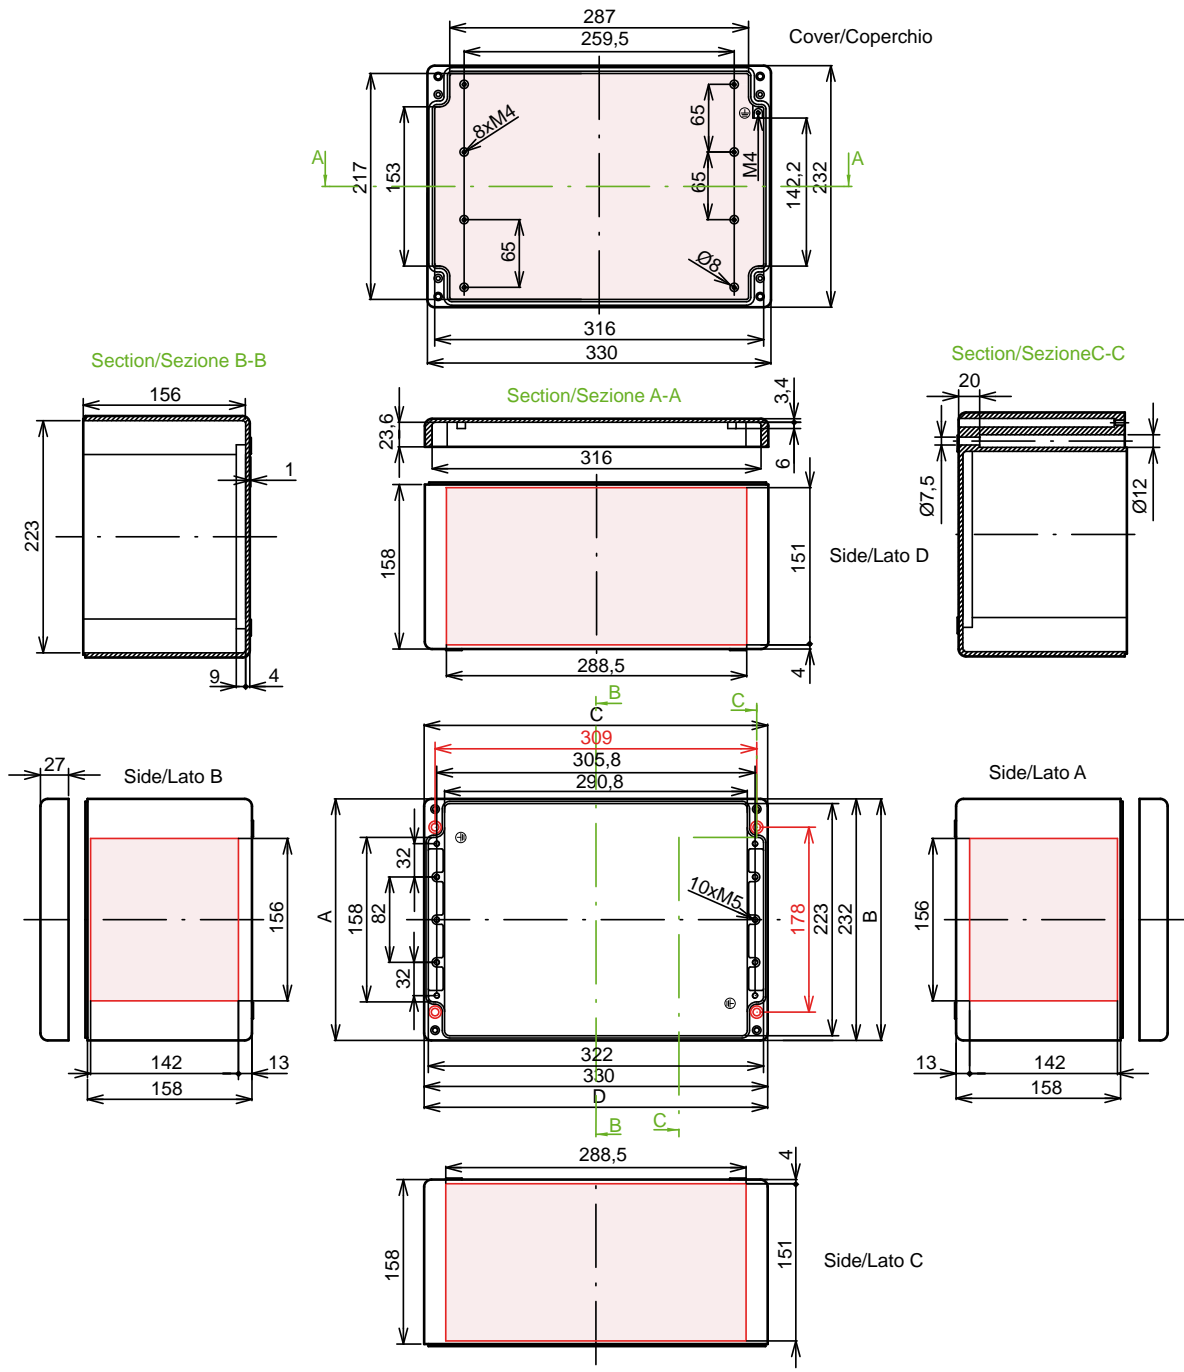 287
Cover/Coperchio
259,5
8xM4
65
M4
A
A
217
153
65
142,2
232
65
Ø8
316
330
Section/Sezione B-B
Section/SezioneC-C
156
Section/Sezione A-A
3,4
20
23,6
316
6
1
Ø7,5
Ø12
223
158
151
Side/Lato D
9
4
288,5
4
B
C
C
309
27
Side/Lato B
305,8
Side/Lato A
290,8
32
10xM5
156
A
158
82
178
223
232
B
156
32
142
13
322
13
142
158
330
158
D
B
C
288,5
4
158
151
Side/Lato C